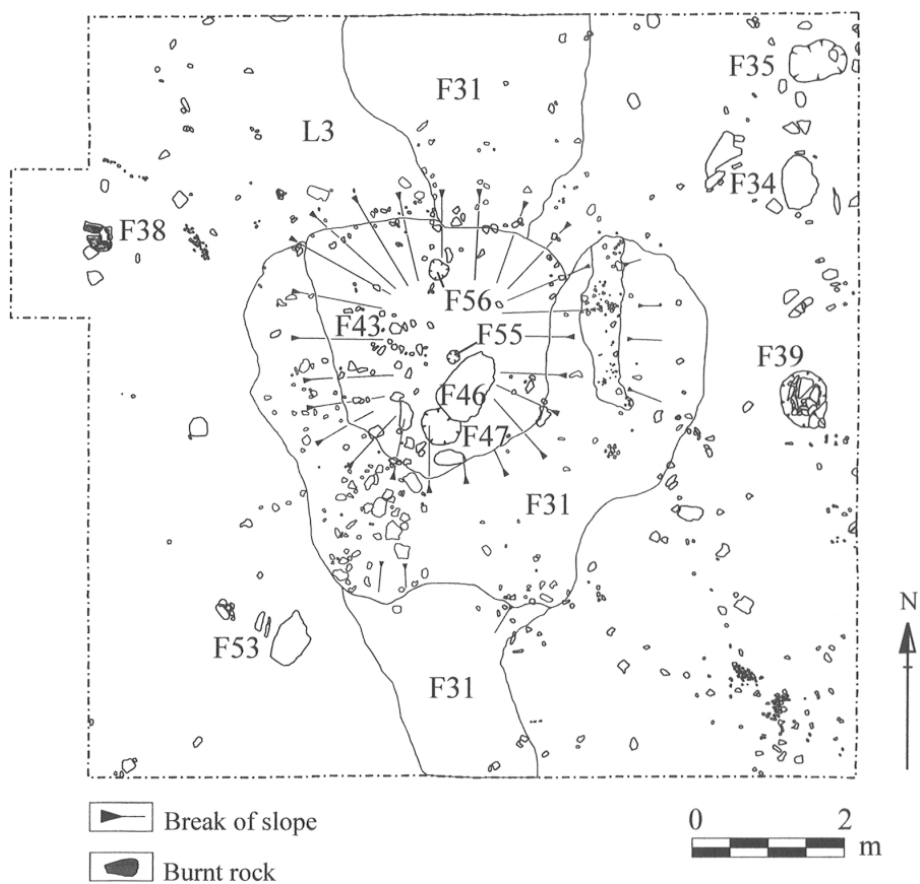 F35
F31
L3
F34
F38
F56
F43
F55
F39
F46
F47
F31
F53
F31
N
Break of slope
0 2
m
Burnt rock